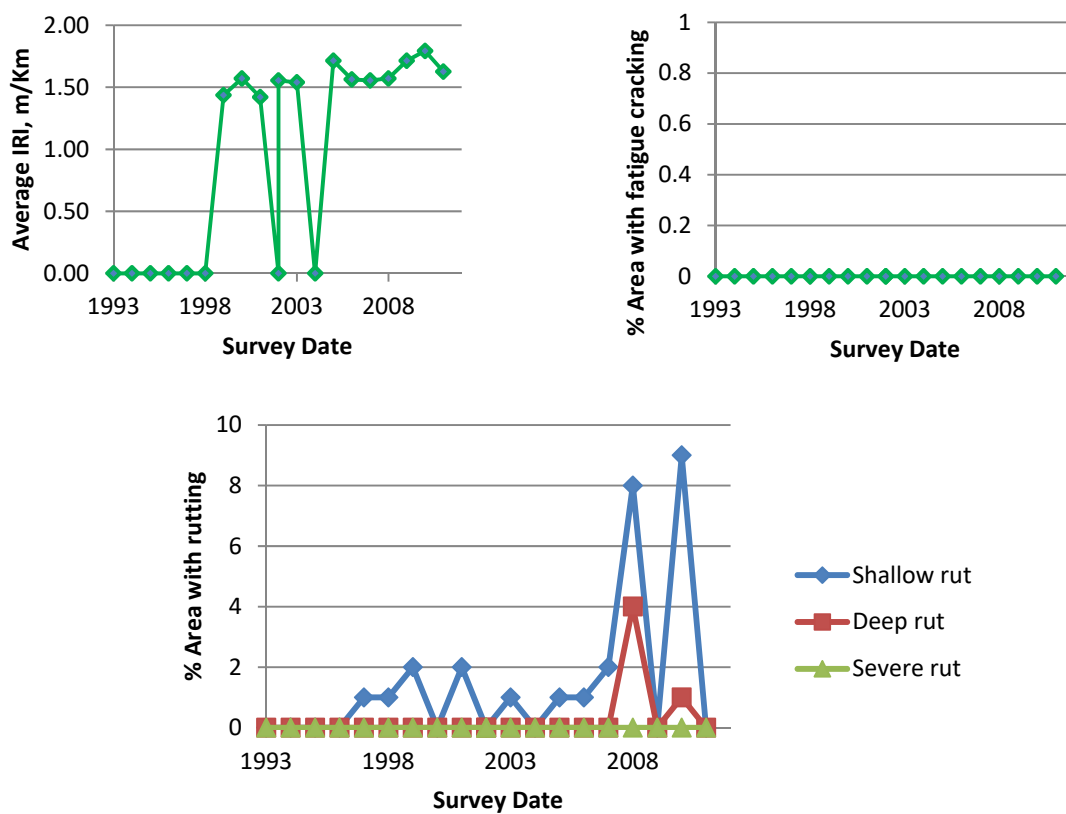 Average IRI, m/Km
2.00
1.50
1.00
0.50
0.00
1993 1998 2003 2008
Survey Date
% Area with fatigue cracking
1
0.8
0.6
0.4
0.2
0
1993 1998 2003 2008
Survey Date
% Area with rutting
10
8
6
4
2
0
1993 1998 2003 2008
Survey Date
Shallow rut
Deep rut
Severe rut